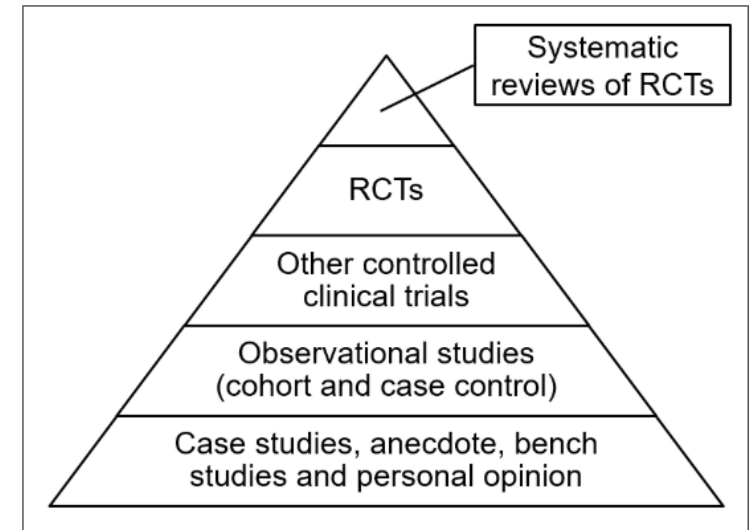 Systematic
reviews of RCTs
RCTs
Other controlled
clinical trials
Observational studies
(cohort and case control)
Case studies, anecdote, bench
studies and personal opinion